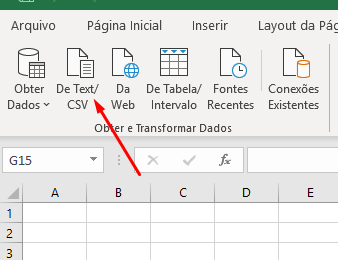 Arquivo Página Inicial Inserir Layout da Pág
Obter Dados
De Text/ CSV
Da Web
De Tabela/ Intervalo
Fontes Recentes
Conexões Existentes
Obter e Transformar Dados
G15
fx
A B C D E
1
2
3